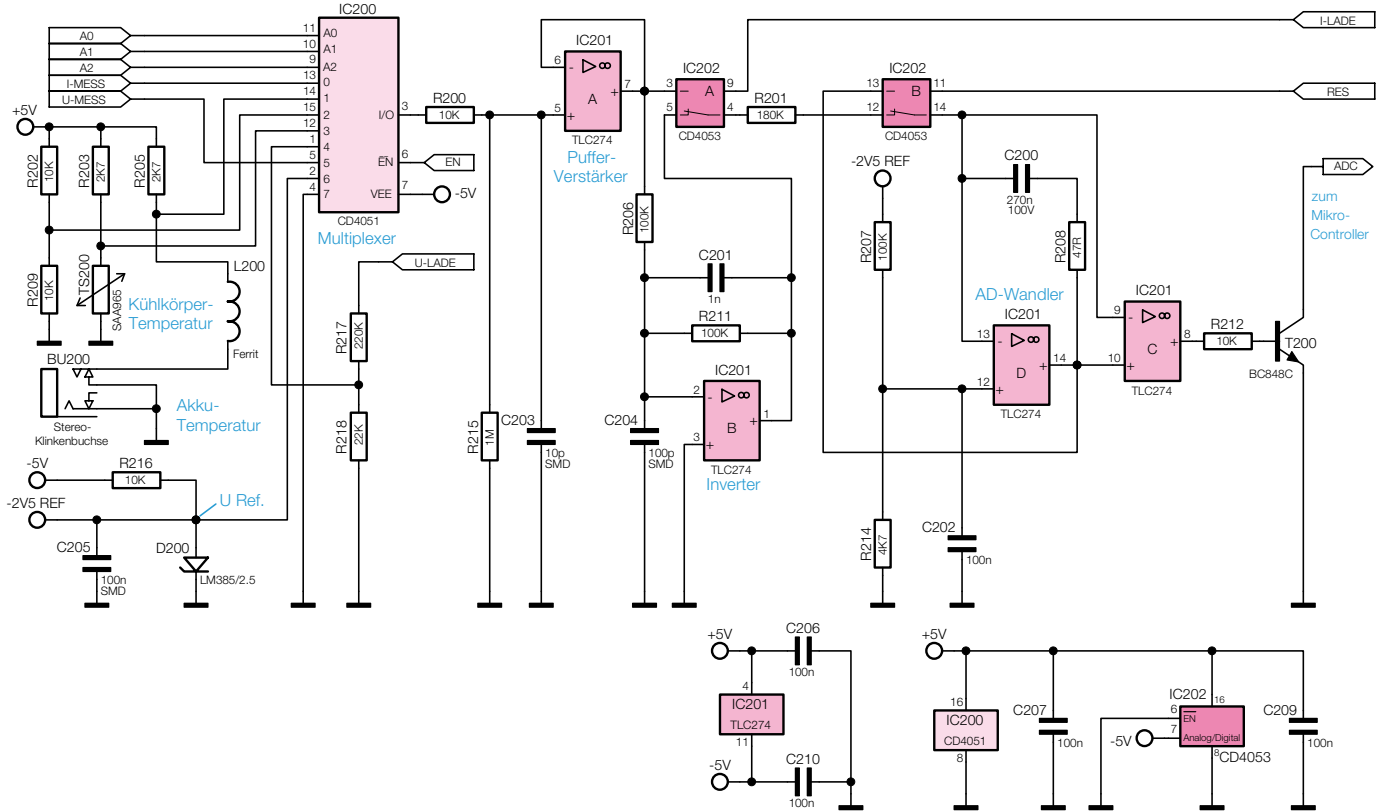 IC200
A0
A1
A2
I-MESS
U-MESS
11 A0
10 A1
9 A2
13 0
14 1
15 2
12 3
1 4
5 5
2 6
4 7
I/O 3
EN 6
VEE 7
CD4051
Multiplexer
EN
-5V
R200
10K
+5V
R202
10K
R203
2K7
R205
2K7
R209
10K
TS200
SAA965
Kühlkörper-
Temperatur
L200
Ferrit
BU200
Stereo-
Klinkenbuchse
Akku-
Temperatur
U-LADE
R217
220K
R218
22K
-5V
R216
10K
-2V5 REF
U Ref.
C205
100n
SMD
D200
LM385/2.5
R215
1M
C203
10p
SMD
IC201
6 -
5 +
∞
A
+ 7
TLC274
Puffer-
Verstärker
R206
100K
C201
1n
R211
100K
C204
100p
SMD
IC201
2 -
3 +
∞
B
+ 1
TLC274
Inverter
IC202
3 A 9
5 4
CD4053
R201
180K
IC202
13 B 11
12 14
CD4053
I-LADE
RES
-2V5 REF
R207
100K
R214
4K7
C202
100n
C200
270n
100V
R208
47R
AD-Wandler
IC201
13 -
12 +
∞
D
+ 14
TLC274
IC201
9 -
10 +
∞
C
+ 8
TLC274
R212
10K
T200
BC848C
ADC
zum
Mikro-
Controller
+5V
C206
100n
4
IC201
TLC274
11
-5V
C210
100n
+5V
16
IC200
CD4051
8
C207
100n
IC202
16
6 EN
7 Analog/Digital
-5V
8 CD4053
C209
100n